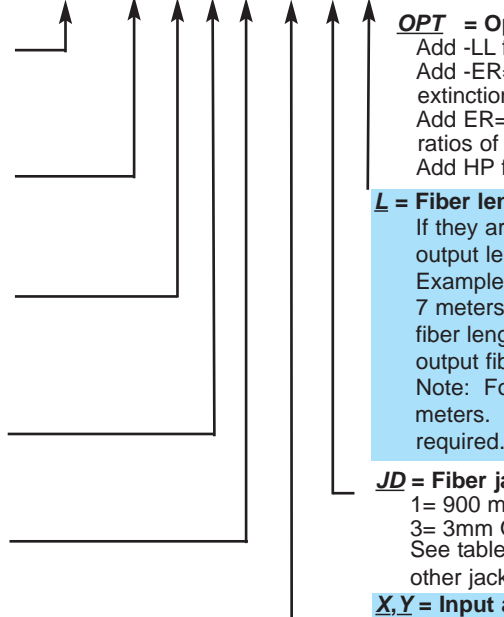 OPT = Op
Add -LL
Add -ER=
extinction
Add ER=
ratios of
Add HP
L = Fiber len
If they ar
output le
Example
7 meters
fiber leng
output fib
Note: Fo
meters.
required.
JD = Fiber ja
1= 900 m
3= 3mm
See table
other jack
X,Y = Input a